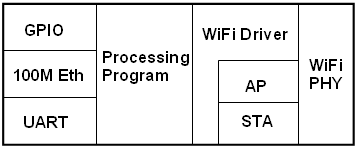 GPIO
100M Eth
UART
Processing
Program
WiFi Driver
AP
STA
WiFi
PHY